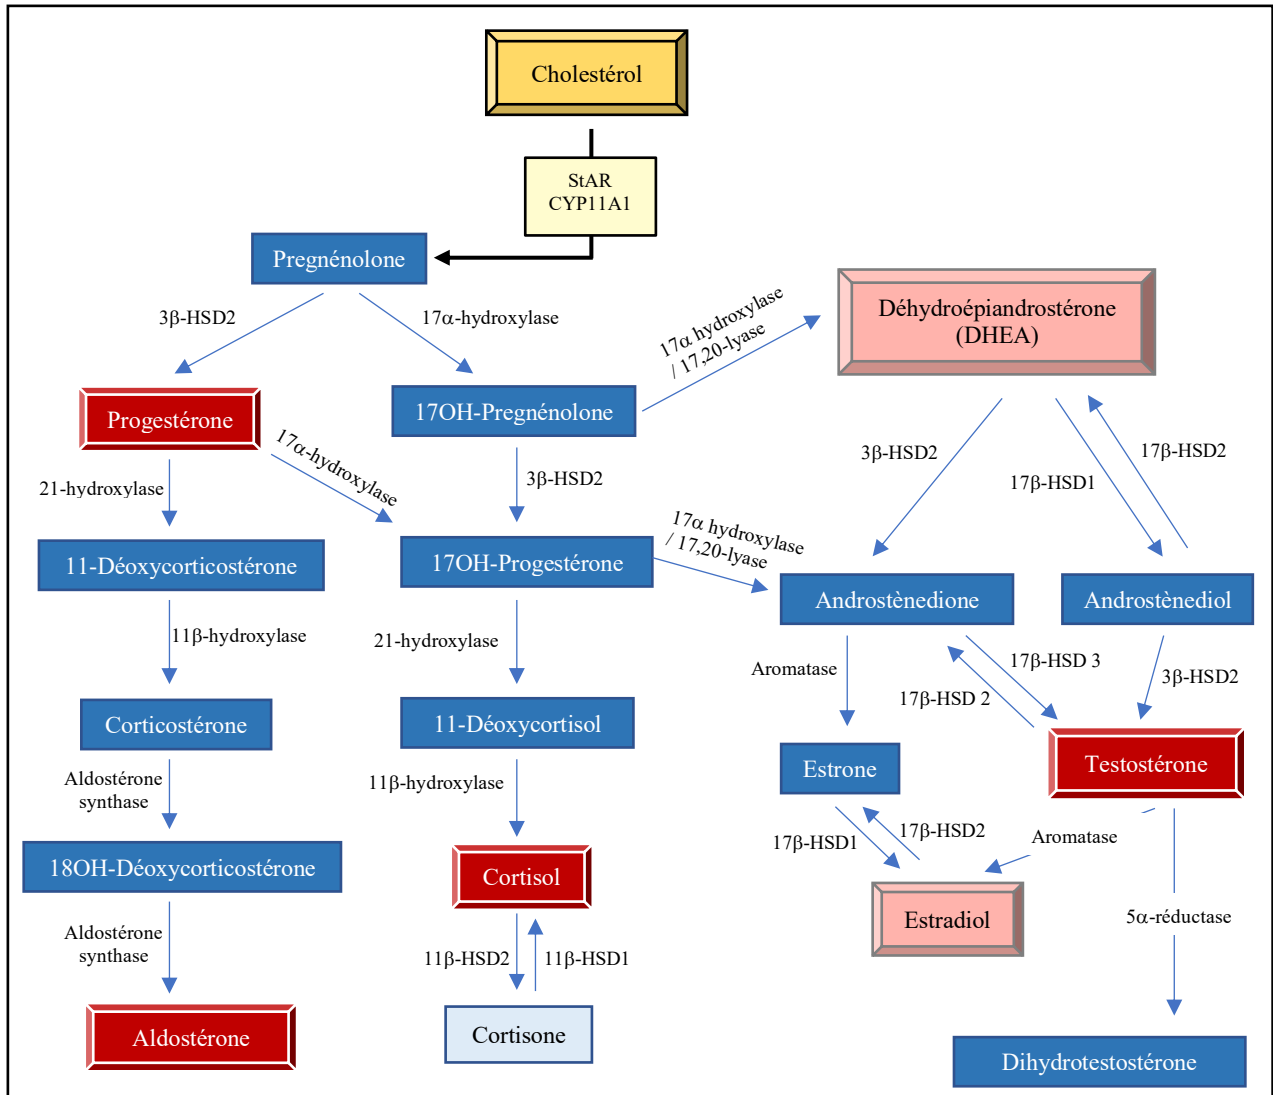 Cholestérol
StAR
CYP11A1
Pregnénolone
3β-HSD2
17α-hydroxylase
17α hydroxylase
/ 17,20-lyase
Déhydroépiandrostérone
(DHEA)
Progestérone
17OH-Pregnénolone
17α-hydroxylase
3β-HSD2
3β-HSD2
17β-HSD1
17β-HSD2
21-hydroxylase
17α hydroxylase
/ 17,20-lyase
11-Déoxycorticostérone
17OH-Progestérone
Androstènedione
Androstènediol
11β-hydroxylase
21-hydroxylase
Aromatase
17β-HSD 3
17β-HSD 2
3β-HSD2
Corticostérone
11-Déoxycortisol
Estrone
Testostérone
Aldostérone
synthase
11β-hydroxylase
17β-HSD1
17β-HSD2
Aromatase
18OH-Déoxycorticostérone
Cortisol
Estradiol
5α-réductase
Aldostérone
synthase
11β-HSD2
11β-HSD1
Aldostérone
Cortisone
Dihydrotestostérone